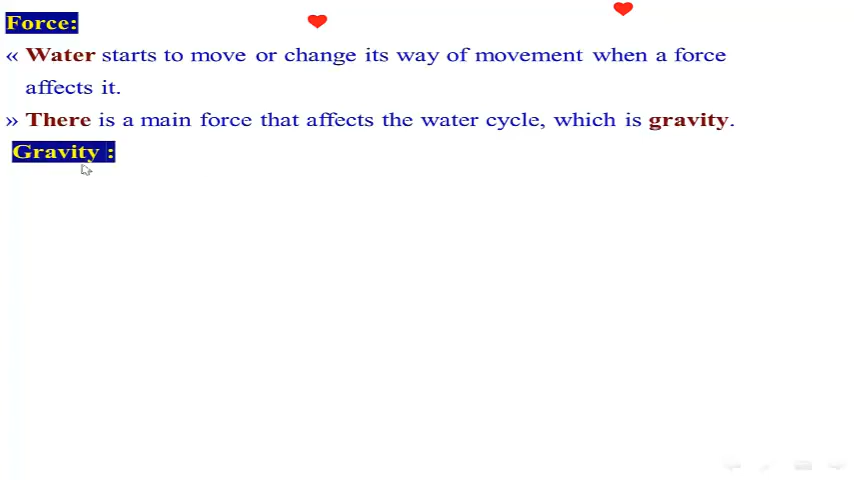 Force:
« Water starts to move or change its way of movement when a force
affects it.
» There is a main force that affects the water cycle, which is gravity.
Gravity :